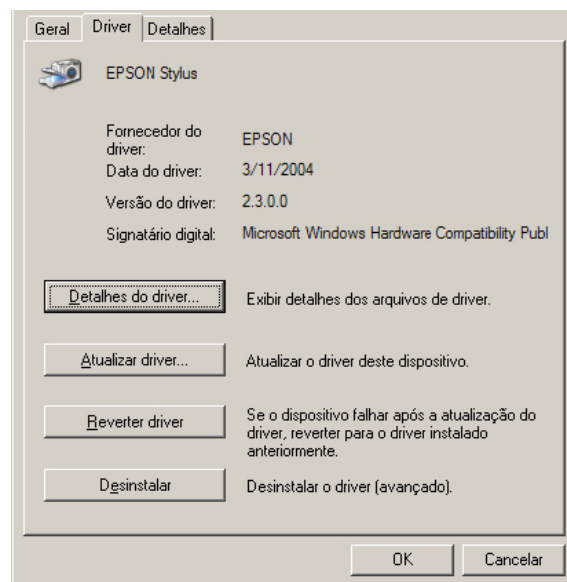 Geral Driver Detalhes
EPSON Stylus
Fornecedor do
driver:
EPSON
Data do driver: 3/11/2004
Versão do driver: 2.3.0.0
Signatário digital: Microsoft Windows Hardware Compatibility Publ
Detalhes do driver... Exibir detalhes dos arquivos de driver.
Atualizar driver... Atualizar o driver deste dispositivo.
Reverter driver
Se o dispositivo falhar após a atualização do
driver, reverter para o driver instalado
anteriormente.
Desinstalar Desinstalar o driver (avançado).
OK Cancelar